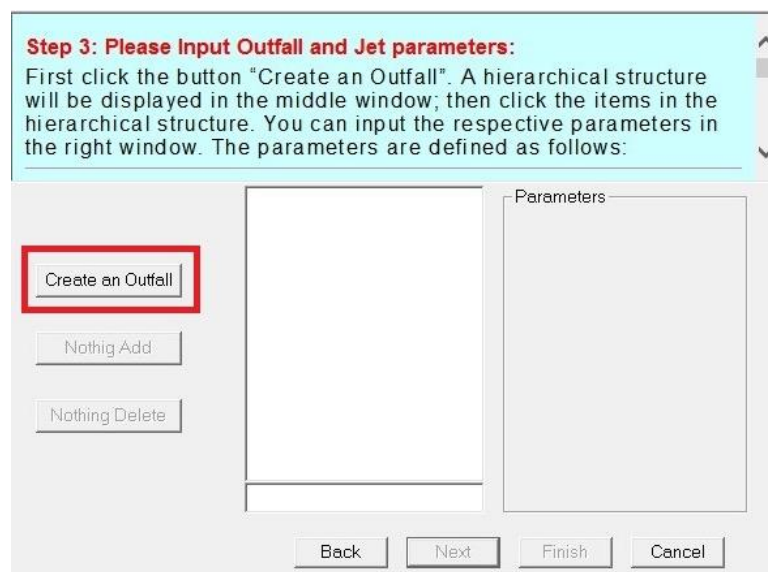 Step 3: Please Input Outfall and Jet parameters:
First click the button “Create an Outfall”. A hierarchical structure
will be displayed in the middle window; then click the items in the
hierarchical structure. You can input the respective parameters in
the right window. The parameters are defined as follows:
Parameters
Create an Outfall
Nothig Add
Nothing Delete
Back Next Finish Cancel